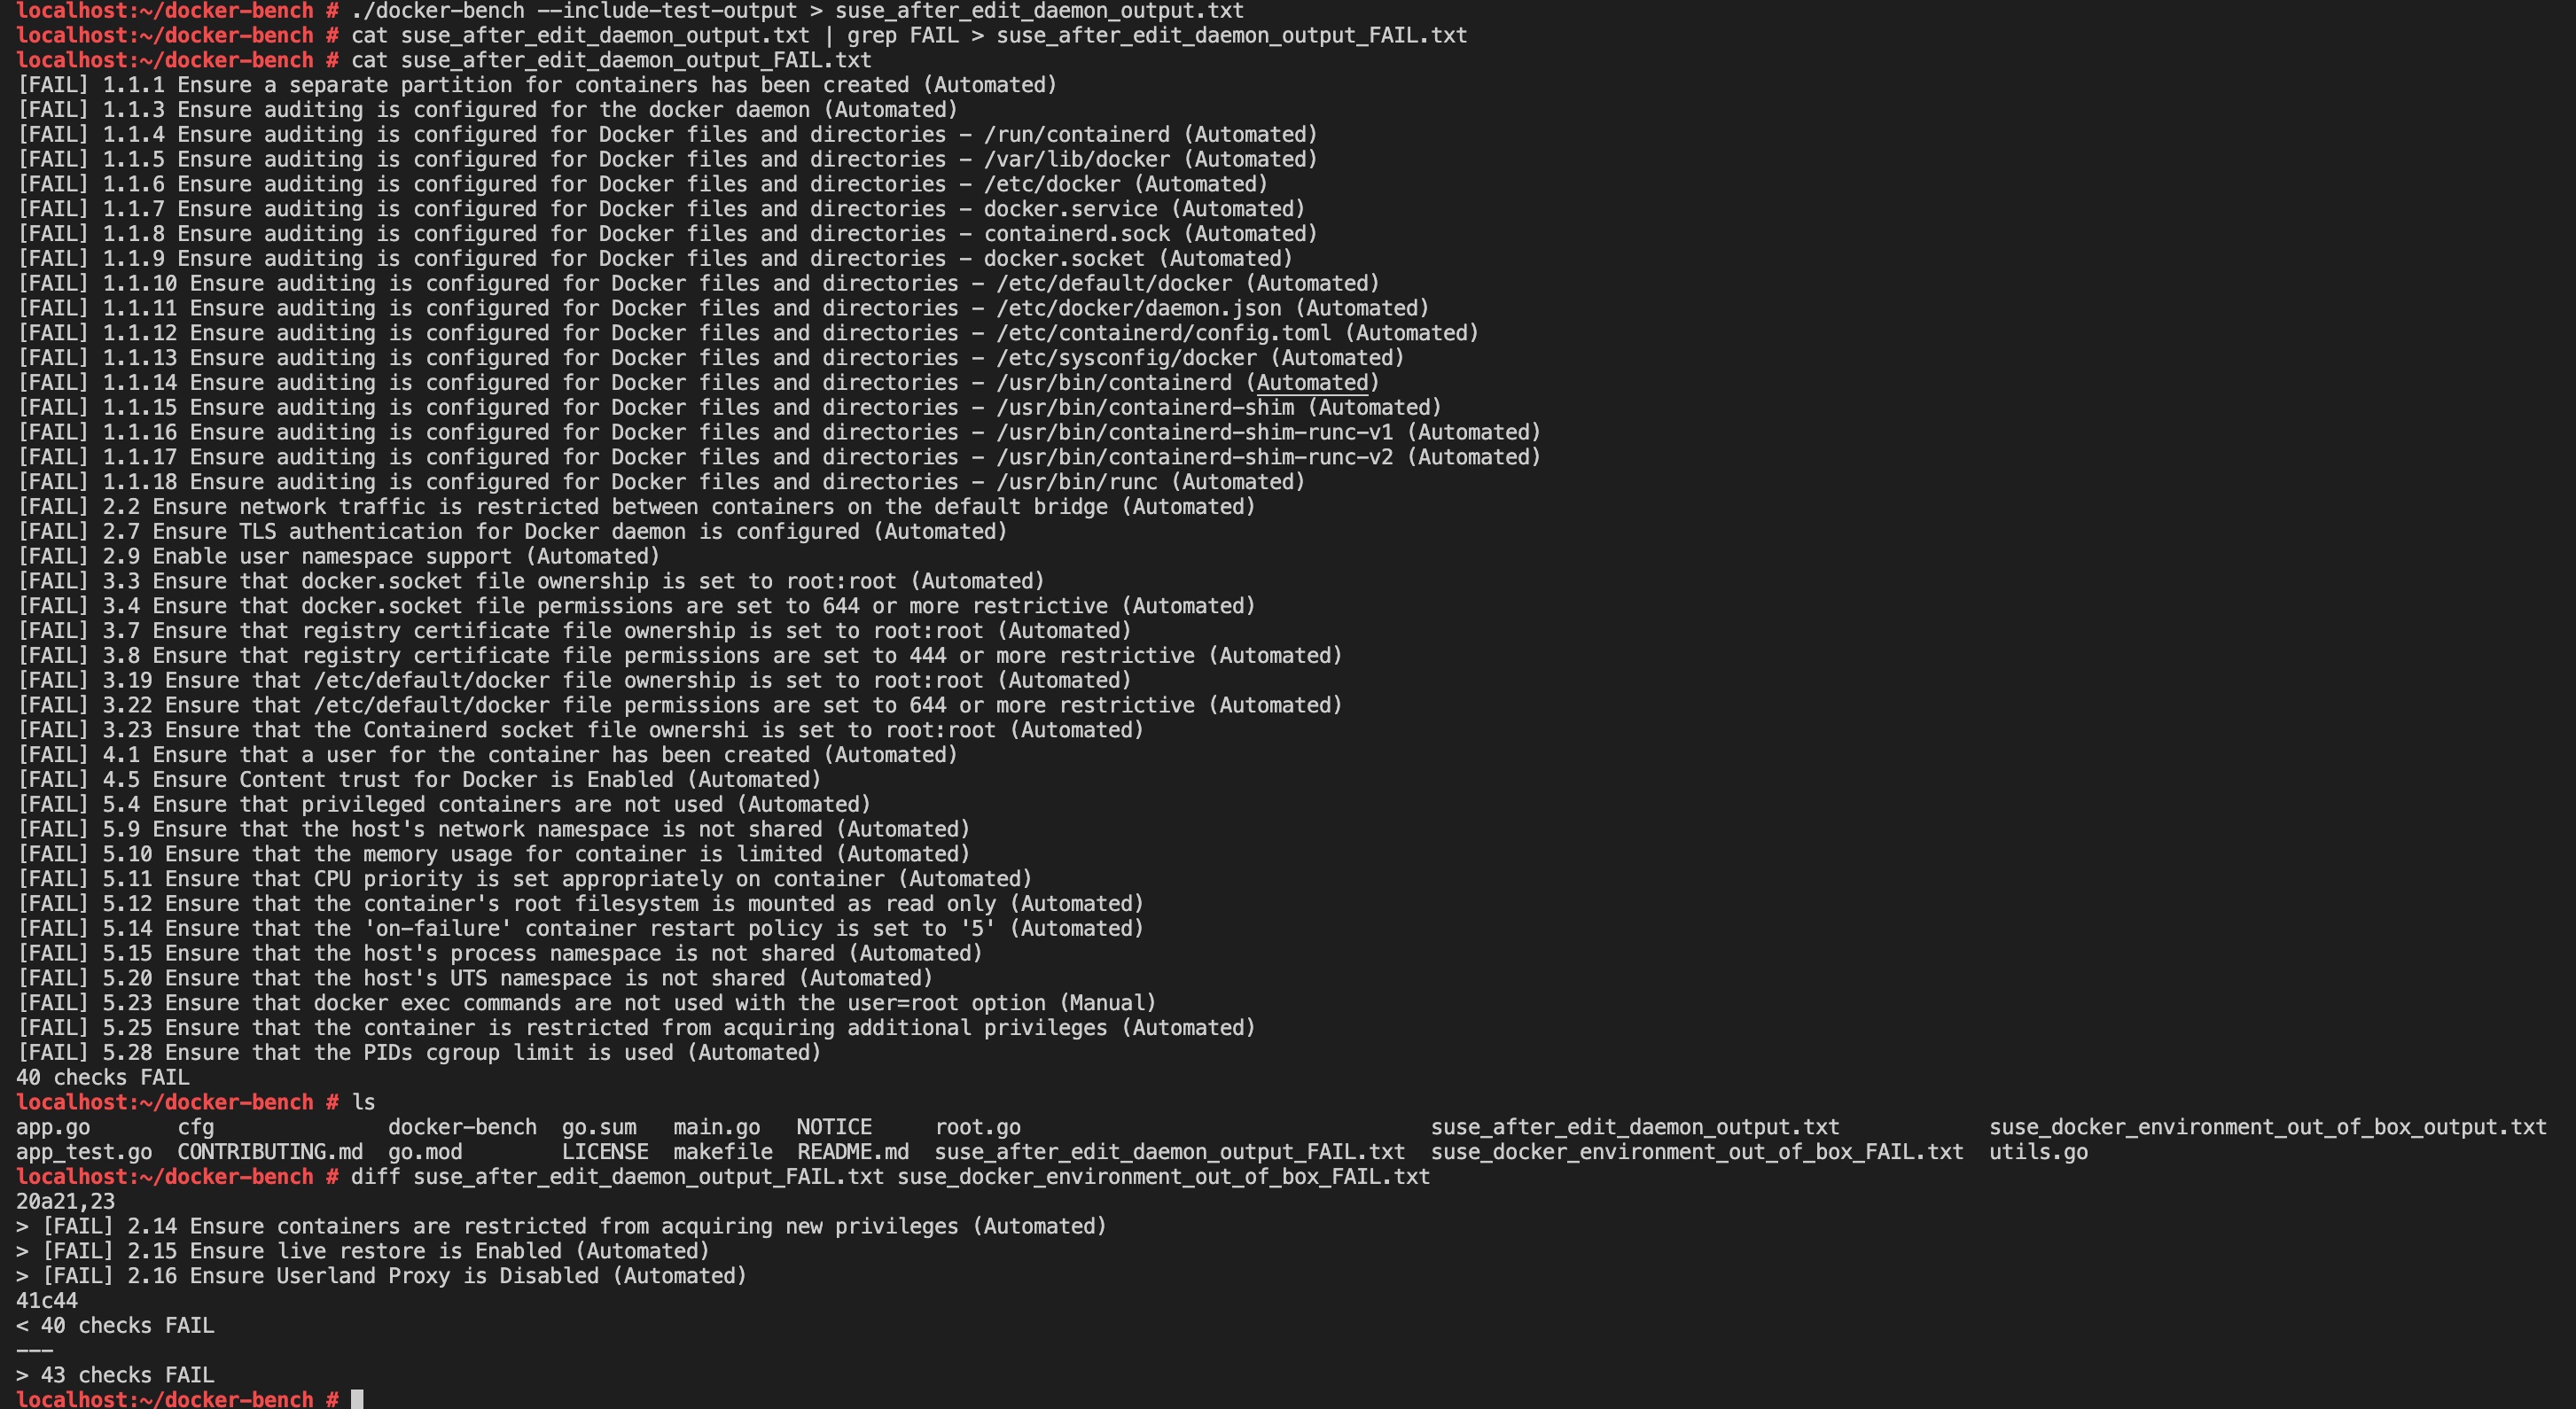 localhost:~/docker-bench # ./docker-bench --include-test-output > suse_after_edit_daemon_output.txt
localhost:~/docker-bench # cat suse_after_edit_daemon_output.txt | grep FAIL > suse_after_edit_daemon_output_FAIL.txt
localhost:~/docker-bench # cat suse_after_edit_daemon_output_FAIL.txt
[FAIL] 1.1.1 Ensure a separate partition for containers has been created (Automated)
[FAIL] 1.1.3 Ensure auditing is configured for the docker daemon (Automated)
[FAIL] 1.1.4 Ensure auditing is configured for Docker files and directories - /run/containerd (Automated)
[FAIL] 1.1.5 Ensure auditing is configured for Docker files and directories - /var/lib/docker (Automated)
[FAIL] 1.1.6 Ensure auditing is configured for Docker files and directories - /etc/docker (Automated)
[FAIL] 1.1.7 Ensure auditing is configured for Docker files and directories - docker.service (Automated)
[FAIL] 1.1.8 Ensure auditing is configured for Docker files and directories - containerd.sock (Automated)
[FAIL] 1.1.9 Ensure auditing is configured for Docker files and directories - docker.socket (Automated)
[FAIL] 1.1.10 Ensure auditing is configured for Docker files and directories - /etc/default/docker (Automated)
[FAIL] 1.1.11 Ensure auditing is configured for Docker files and directories - /etc/docker/daemon.json (Automated)
[FAIL] 1.1.12 Ensure auditing is configured for Docker files and directories - /etc/containerd/config.toml (Automated)
[FAIL] 1.1.13 Ensure auditing is configured for Docker files and directories - /etc/sysconfig/docker (Automated)
[FAIL] 1.1.14 Ensure auditing is configured for Docker files and directories - /usr/bin/containerd (Automated)
[FAIL] 1.1.15 Ensure auditing is configured for Docker files and directories - /usr/bin/containerd-shim (Automated)
[FAIL] 1.1.16 Ensure auditing is configured for Docker files and directories - /usr/bin/containerd-shim-runc-v1 (Automated)
[FAIL] 1.1.17 Ensure auditing is configured for Docker files and directories - /usr/bin/containerd-shim-runc-v2 (Automated)
[FAIL] 1.1.18 Ensure auditing is configured for Docker files and directories - /usr/bin/runc (Automated)
[FAIL] 2.2 Ensure network traffic is restricted between containers on the default bridge (Automated)
[FAIL] 2.7 Ensure TLS authentication for Docker daemon is configured (Automated)
[FAIL] 2.9 Enable user namespace support (Automated)
[FAIL] 3.3 Ensure that docker.socket file ownership is set to root:root (Automated)
[FAIL] 3.4 Ensure that docker.socket file permissions are set to 644 or more restrictive (Automated)
[FAIL] 3.7 Ensure that registry certificate file ownership is set to root:root (Automated)
[FAIL] 3.8 Ensure that registry certificate file permissions are set to 444 or more restrictive (Automated)
[FAIL] 3.19 Ensure that /etc/default/docker file ownership is set to root:root (Automated)
[FAIL] 3.22 Ensure that /etc/default/docker file permissions are set to 644 or more restrictive (Automated)
[FAIL] 3.23 Ensure that the Containerd socket file ownershi is set to root:root (Automated)
[FAIL] 4.1 Ensure that a user for the container has been created (Automated)
[FAIL] 4.5 Ensure Content trust for Docker is Enabled (Automated)
[FAIL] 5.4 Ensure that privileged containers are not used (Automated)
[FAIL] 5.9 Ensure that the host's network namespace is not shared (Automated)
[FAIL] 5.10 Ensure that the memory usage for container is limited (Automated)
[FAIL] 5.11 Ensure that CPU priority is set appropriately on container (Automated)
[FAIL] 5.12 Ensure that the container's root filesystem is mounted as read only (Automated)
[FAIL] 5.14 Ensure that the 'on-failure' container restart policy is set to '5' (Automated)
[FAIL] 5.15 Ensure that the host's process namespace is not shared (Automated)
[FAIL] 5.20 Ensure that the host's UTS namespace is not shared (Automated)
[FAIL] 5.23 Ensure that docker exec commands are not used with the user=root option (Manual)
[FAIL] 5.25 Ensure that the container is restricted from acquiring additional privileges (Automated)
[FAIL] 5.28 Ensure that the PIDs cgroup limit is used (Automated)
40 checks FAIL
localhost:~/docker-bench # ls
app.go       cfg              docker-bench  go.sum   main.go   NOTICE     root.go                                 suse_after_edit_daemon_output.txt            suse_docker_environment_out_of_box_output.txt
app_test.go  CONTRIBUTING.md  go.mod        LICENSE  makefile  README.md  suse_after_edit_daemon_output_FAIL.txt  suse_docker_environment_out_of_box_FAIL.txt  utils.go
localhost:~/docker-bench # diff suse_after_edit_daemon_output_FAIL.txt suse_docker_environment_out_of_box_FAIL.txt
20a21,23
> [FAIL] 2.14 Ensure containers are restricted from acquiring new privileges (Automated)
> [FAIL] 2.15 Ensure live restore is Enabled (Automated)
> [FAIL] 2.16 Ensure Userland Proxy is Disabled (Automated)
41c44
< 40 checks FAIL
---
> 43 checks FAIL
localhost:~/docker-bench #